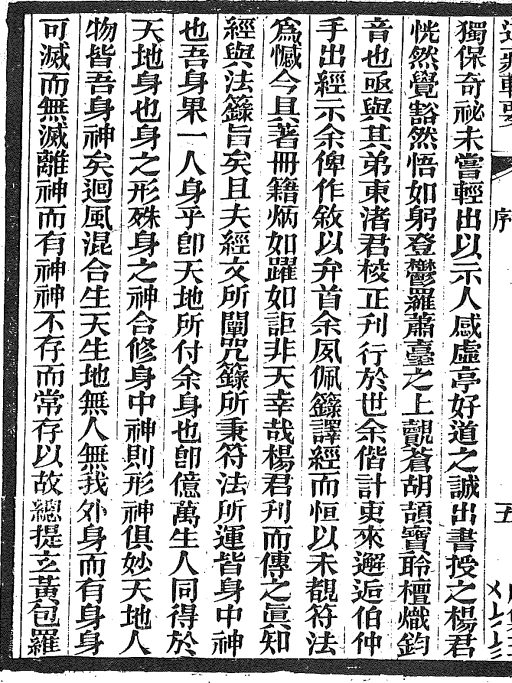 序
五
獨保奇祕未嘗輕出以示人感虛亭好道之誠出書授之楊君
恍然覺豁然悟如躬登鬱羅蕭臺之上覿蒼胡頡寶聆檀熾鈞
音也亟與其弟東渚君校正刊行於世余偕計吏來邂逅伯仲
手出經示余俾作敘以弁首余夙佩籙譯經而恒以未覩符法
爲憾今具著冊籍炳如躍如詎非天幸哉楊君刊而傳之眞知
經與法籙旨矣且夫經文所闡咒籙所秉符法所運皆身中神
也吾身果一人身乎卽天地所付余身也卽億萬生人同得於
天地身也身之形殊身之神合修身中神則形神俱妙天地人
物皆吾身神矣迴風混合生天生地無人無我外身而有身身
可滅而無滅離神而有神神不存而常存以故總提玄黃包羅